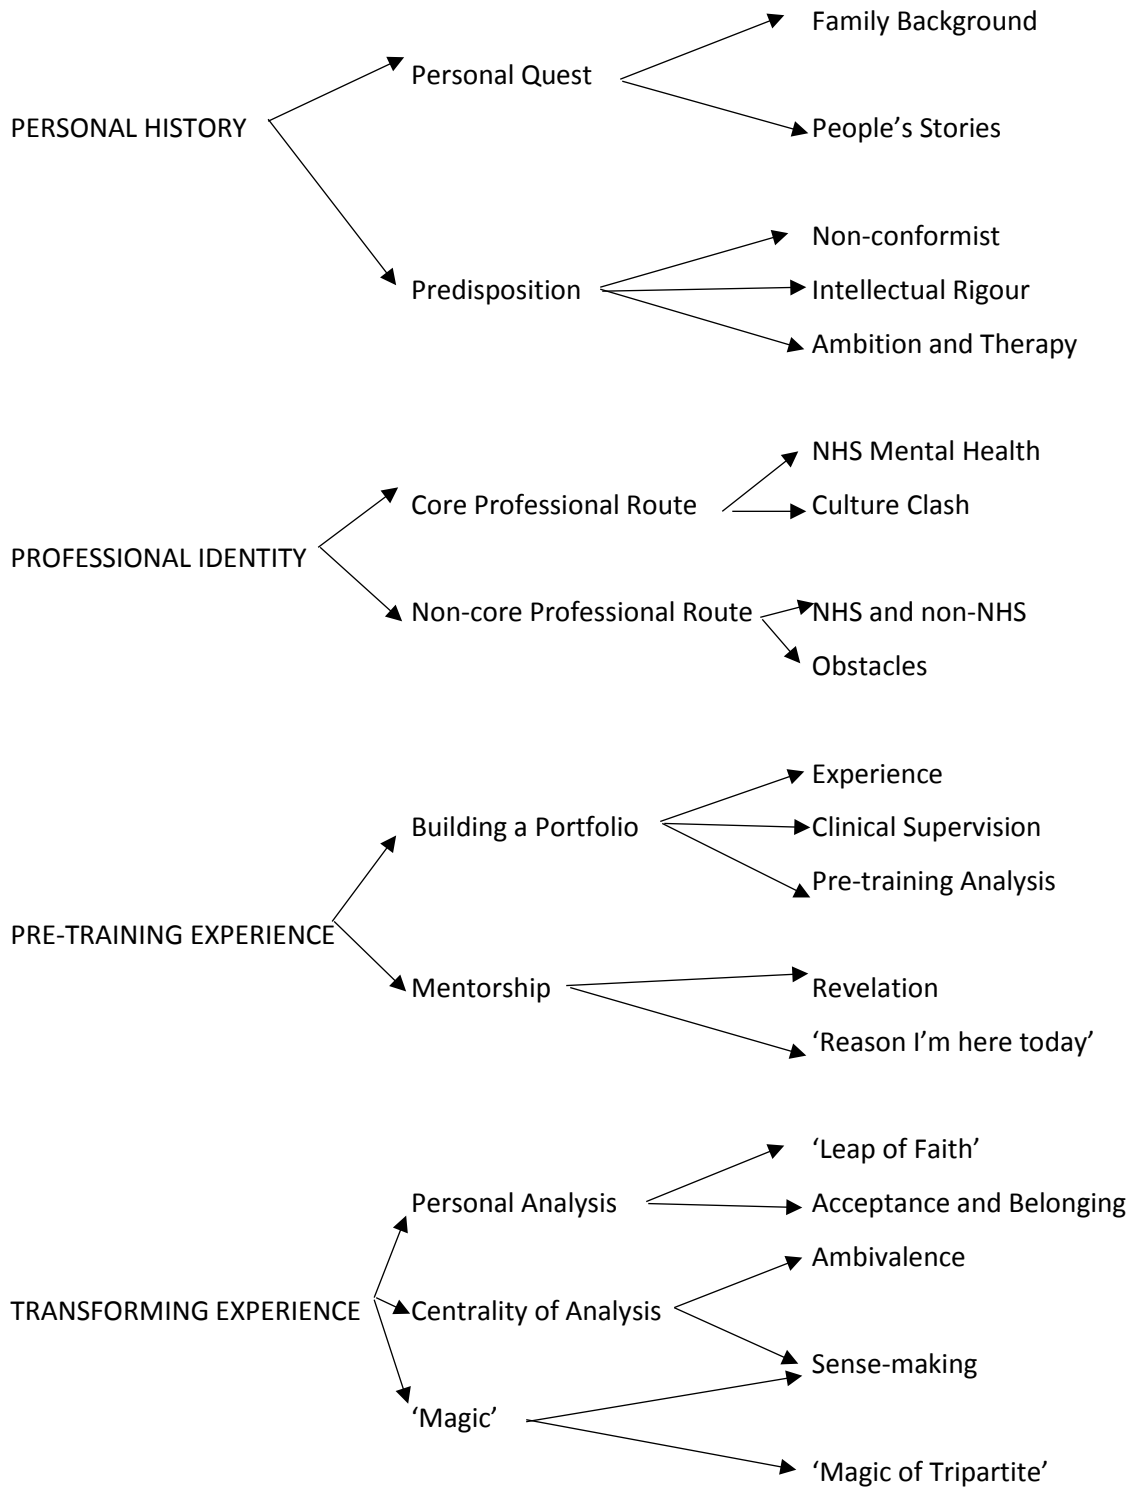 Family Background
Personal Quest
PERSONAL HISTORY
People’s Stories
Non-conformist
Predisposition
Intellectual Rigour
Ambition and Therapy
NHS Mental Health
Core Professional Route
Culture Clash
PROFESSIONAL IDENTITY
Non-core Professional Route
NHS and non-NHS
Obstacles
Experience
Building a Portfolio
Clinical Supervision
Pre-training Analysis
PRE-TRAINING EXPERIENCE
Mentorship
Revelation
‘Reason I’m here today’
‘Leap of Faith’
Personal Analysis
Acceptance and Belonging
Ambivalence
TRANSFORMING EXPERIENCE
Centrality of Analysis
Sense-making
‘Magic’
‘Magic of Tripartite’